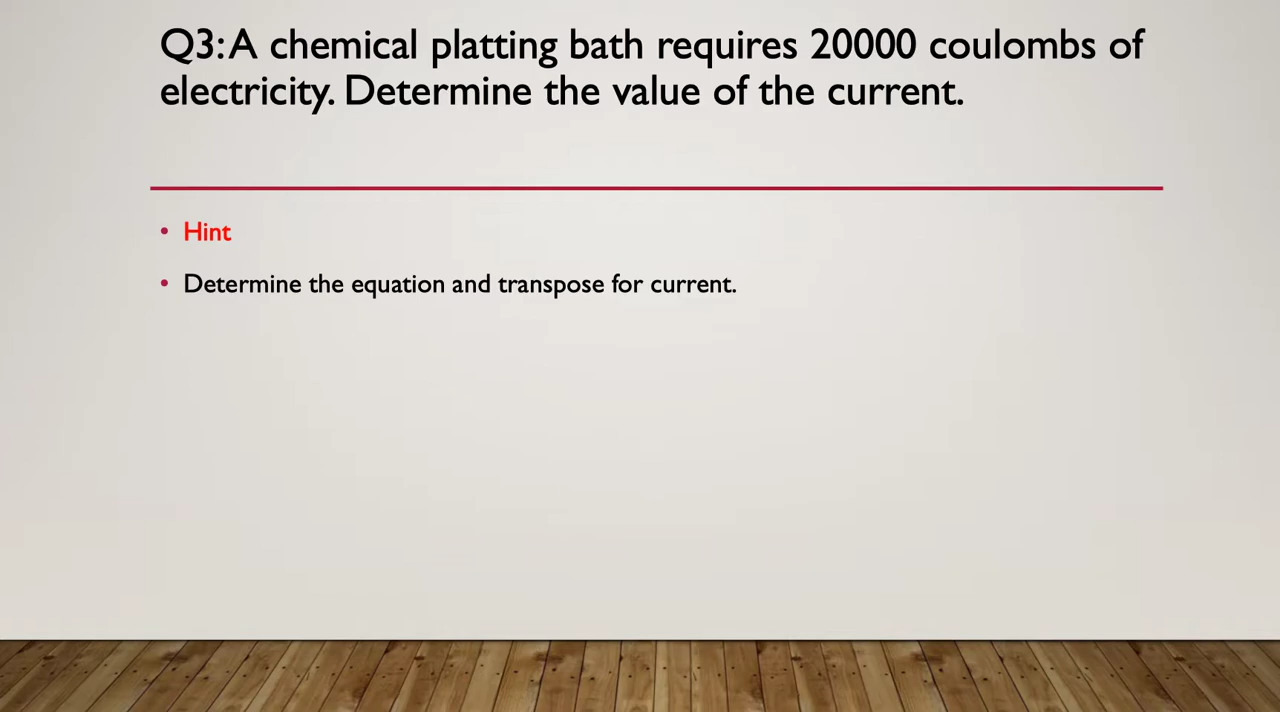 Q3: A chemical platting bath requires 20000 coulombs of
electricity. Determine the value of the current.
• Hint
• Determine the equation and transpose for current.